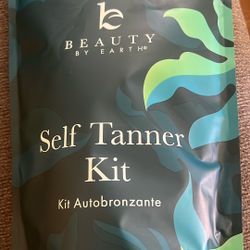 BEAUTY
BY EARTH®
Self Tanner
Kit
Kit Autobronzante